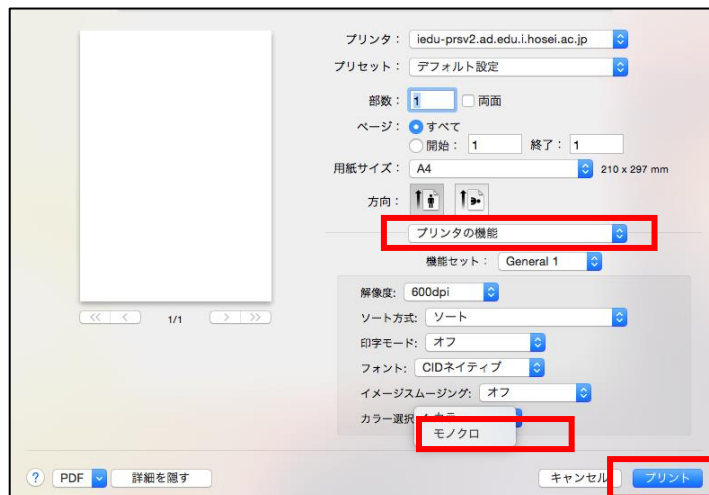 プリンタ： iedu-prsv2.ad.edu.i.hosei.ac.jp
プリセット： デフォルト設定
部数： 1 両面
ページ： すべて
開始： 1 終了： 1
用紙サイズ： A4 210 x 297 mm
方向：
プリンタの機能
機能セット： General 1
解像度: 600dpi
<< < 1/1 > >>
ソート方式: ソート
印字モード: オフ
フォント: CIDネイティブ
イメージスムージング: オフ
カラー選択
モノクロ
? PDF 詳細を隠す キャンセル プリント